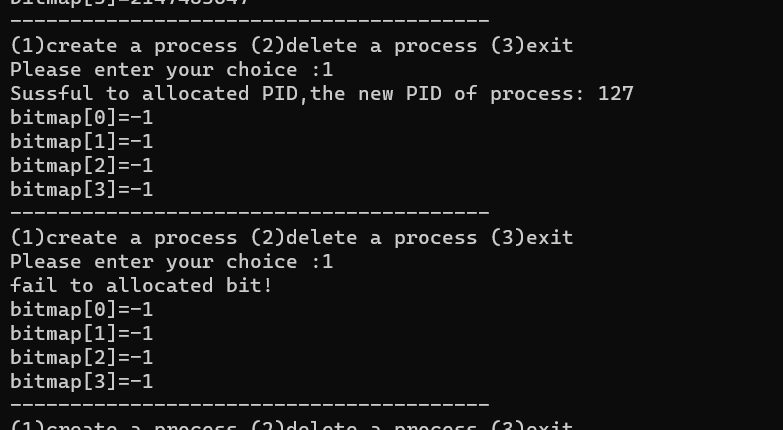 bitmap[3]=2147483647
----------------------------------------
(1)create a process (2)delete a process (3)exit
Please enter your choice :1
Sussful to allocated PID,the new PID of process: 127
bitmap[0]=-1
bitmap[1]=-1
bitmap[2]=-1
bitmap[3]=-1
----------------------------------------
(1)create a process (2)delete a process (3)exit
Please enter your choice :1
fail to allocated bit!
bitmap[0]=-1
bitmap[1]=-1
bitmap[2]=-1
bitmap[3]=-1
----------------------------------------
(1)create a process (2)delete a process (3)exit